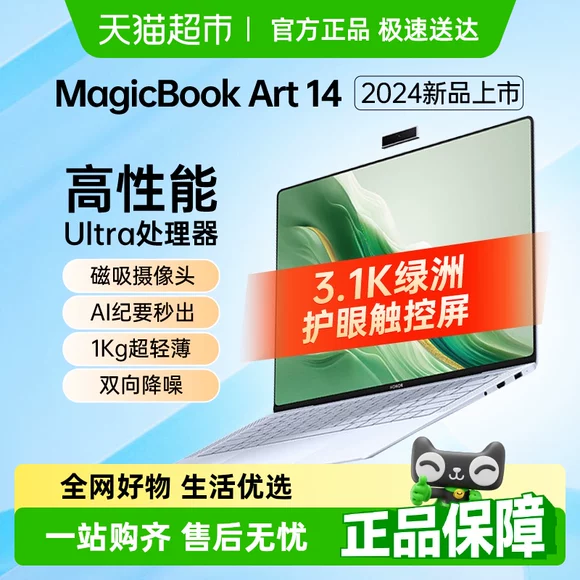 天猫超市 官方正品 极速送达
MagicBook Art 14 2024新品上市
高性能
Ultra处理器
磁吸摄像头
AI纪要秒出
1Kg超轻薄
双向降噪
3.1K绿洲
护眼触控屏
HONOR
全网好物 生活优选
一站购齐 售后无忧
正品保障